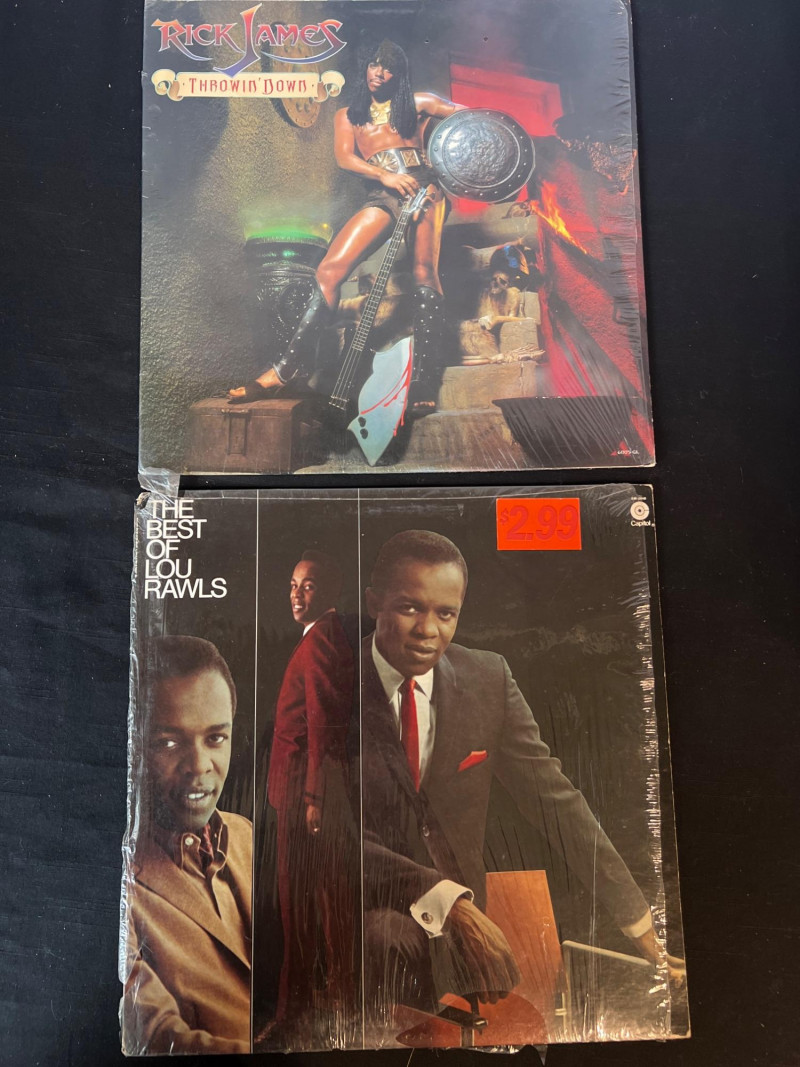 RICK JAMES
THROWIN' DOWN
THE
BEST
OF
LOU
RAWLS
$2.99
Capitol